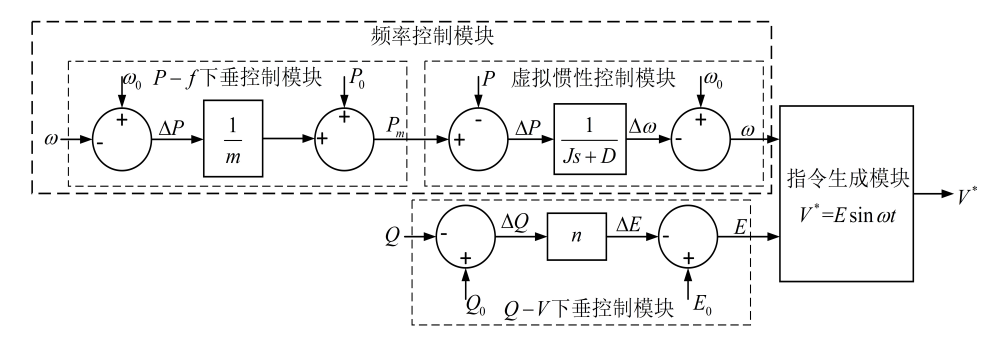 频率控制模块
ω₀ P－f下垂控制模块 P₀
P 虚拟惯性控制模块 ω₀
ω - + ΔP 1/m + + Pₘ
+ - ΔP 1/(Js+D) Δω - + ω
指令生成模块
V*=E sin ωt
V*
Q - + ΔQ n ΔE - + E
Q₀ Q－V下垂控制模块 E₀